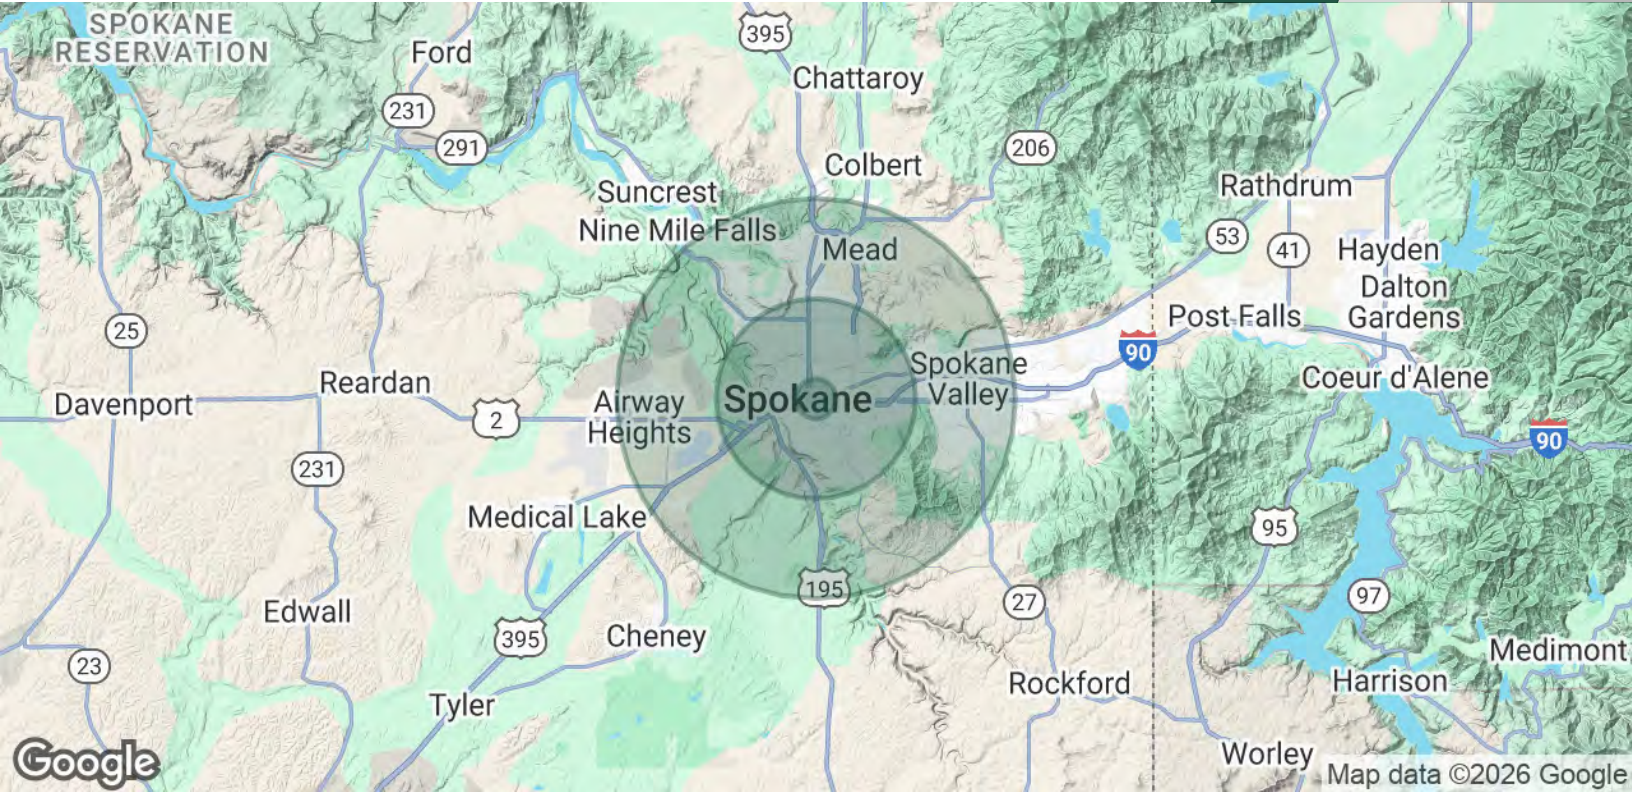 SPOKANE
RESERVATION
Ford
395
Chattaroy
231
291
206
Colbert
Suncrest
Rathdrum
Nine Mile Falls
Mead
53
41
Hayden
Dalton
Gardens
25
Post Falls
90
Spokane
Valley
Reardan
Coeur d'Alene
Davenport
Airway
Heights
Spokane
2
90
231
Medical Lake
95
195
27
97
Edwall
395
Cheney
23
Medimont
Rockford
Harrison
Tyler
Worley
Google
Map data ©2026 Google